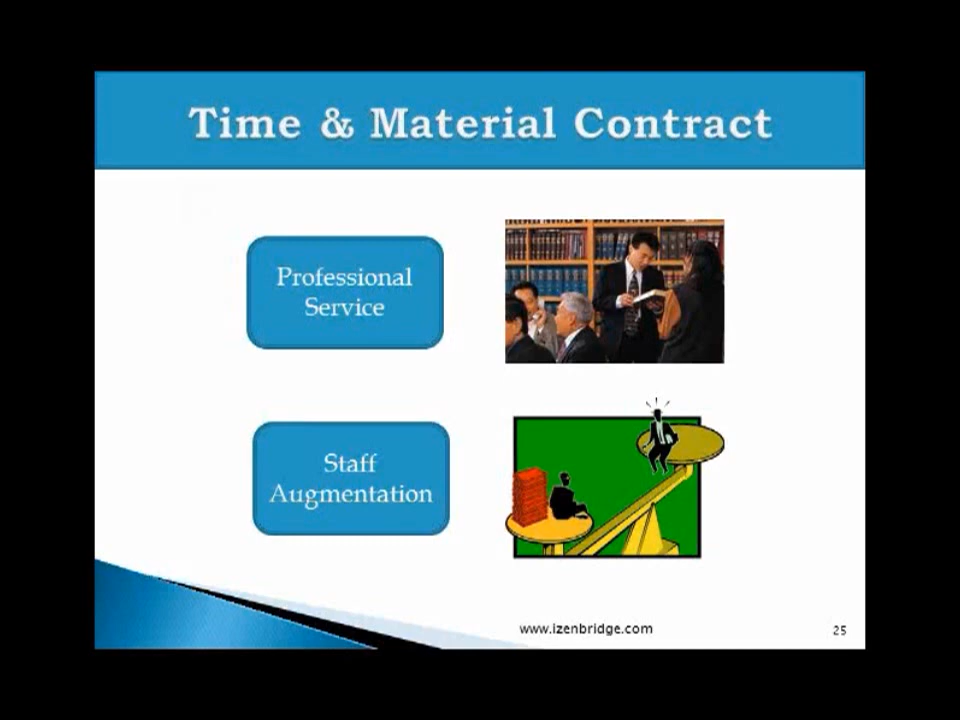 Time & Material Contract
Professional
Service
Staff
Augmentation
www.izenbridge.com
25